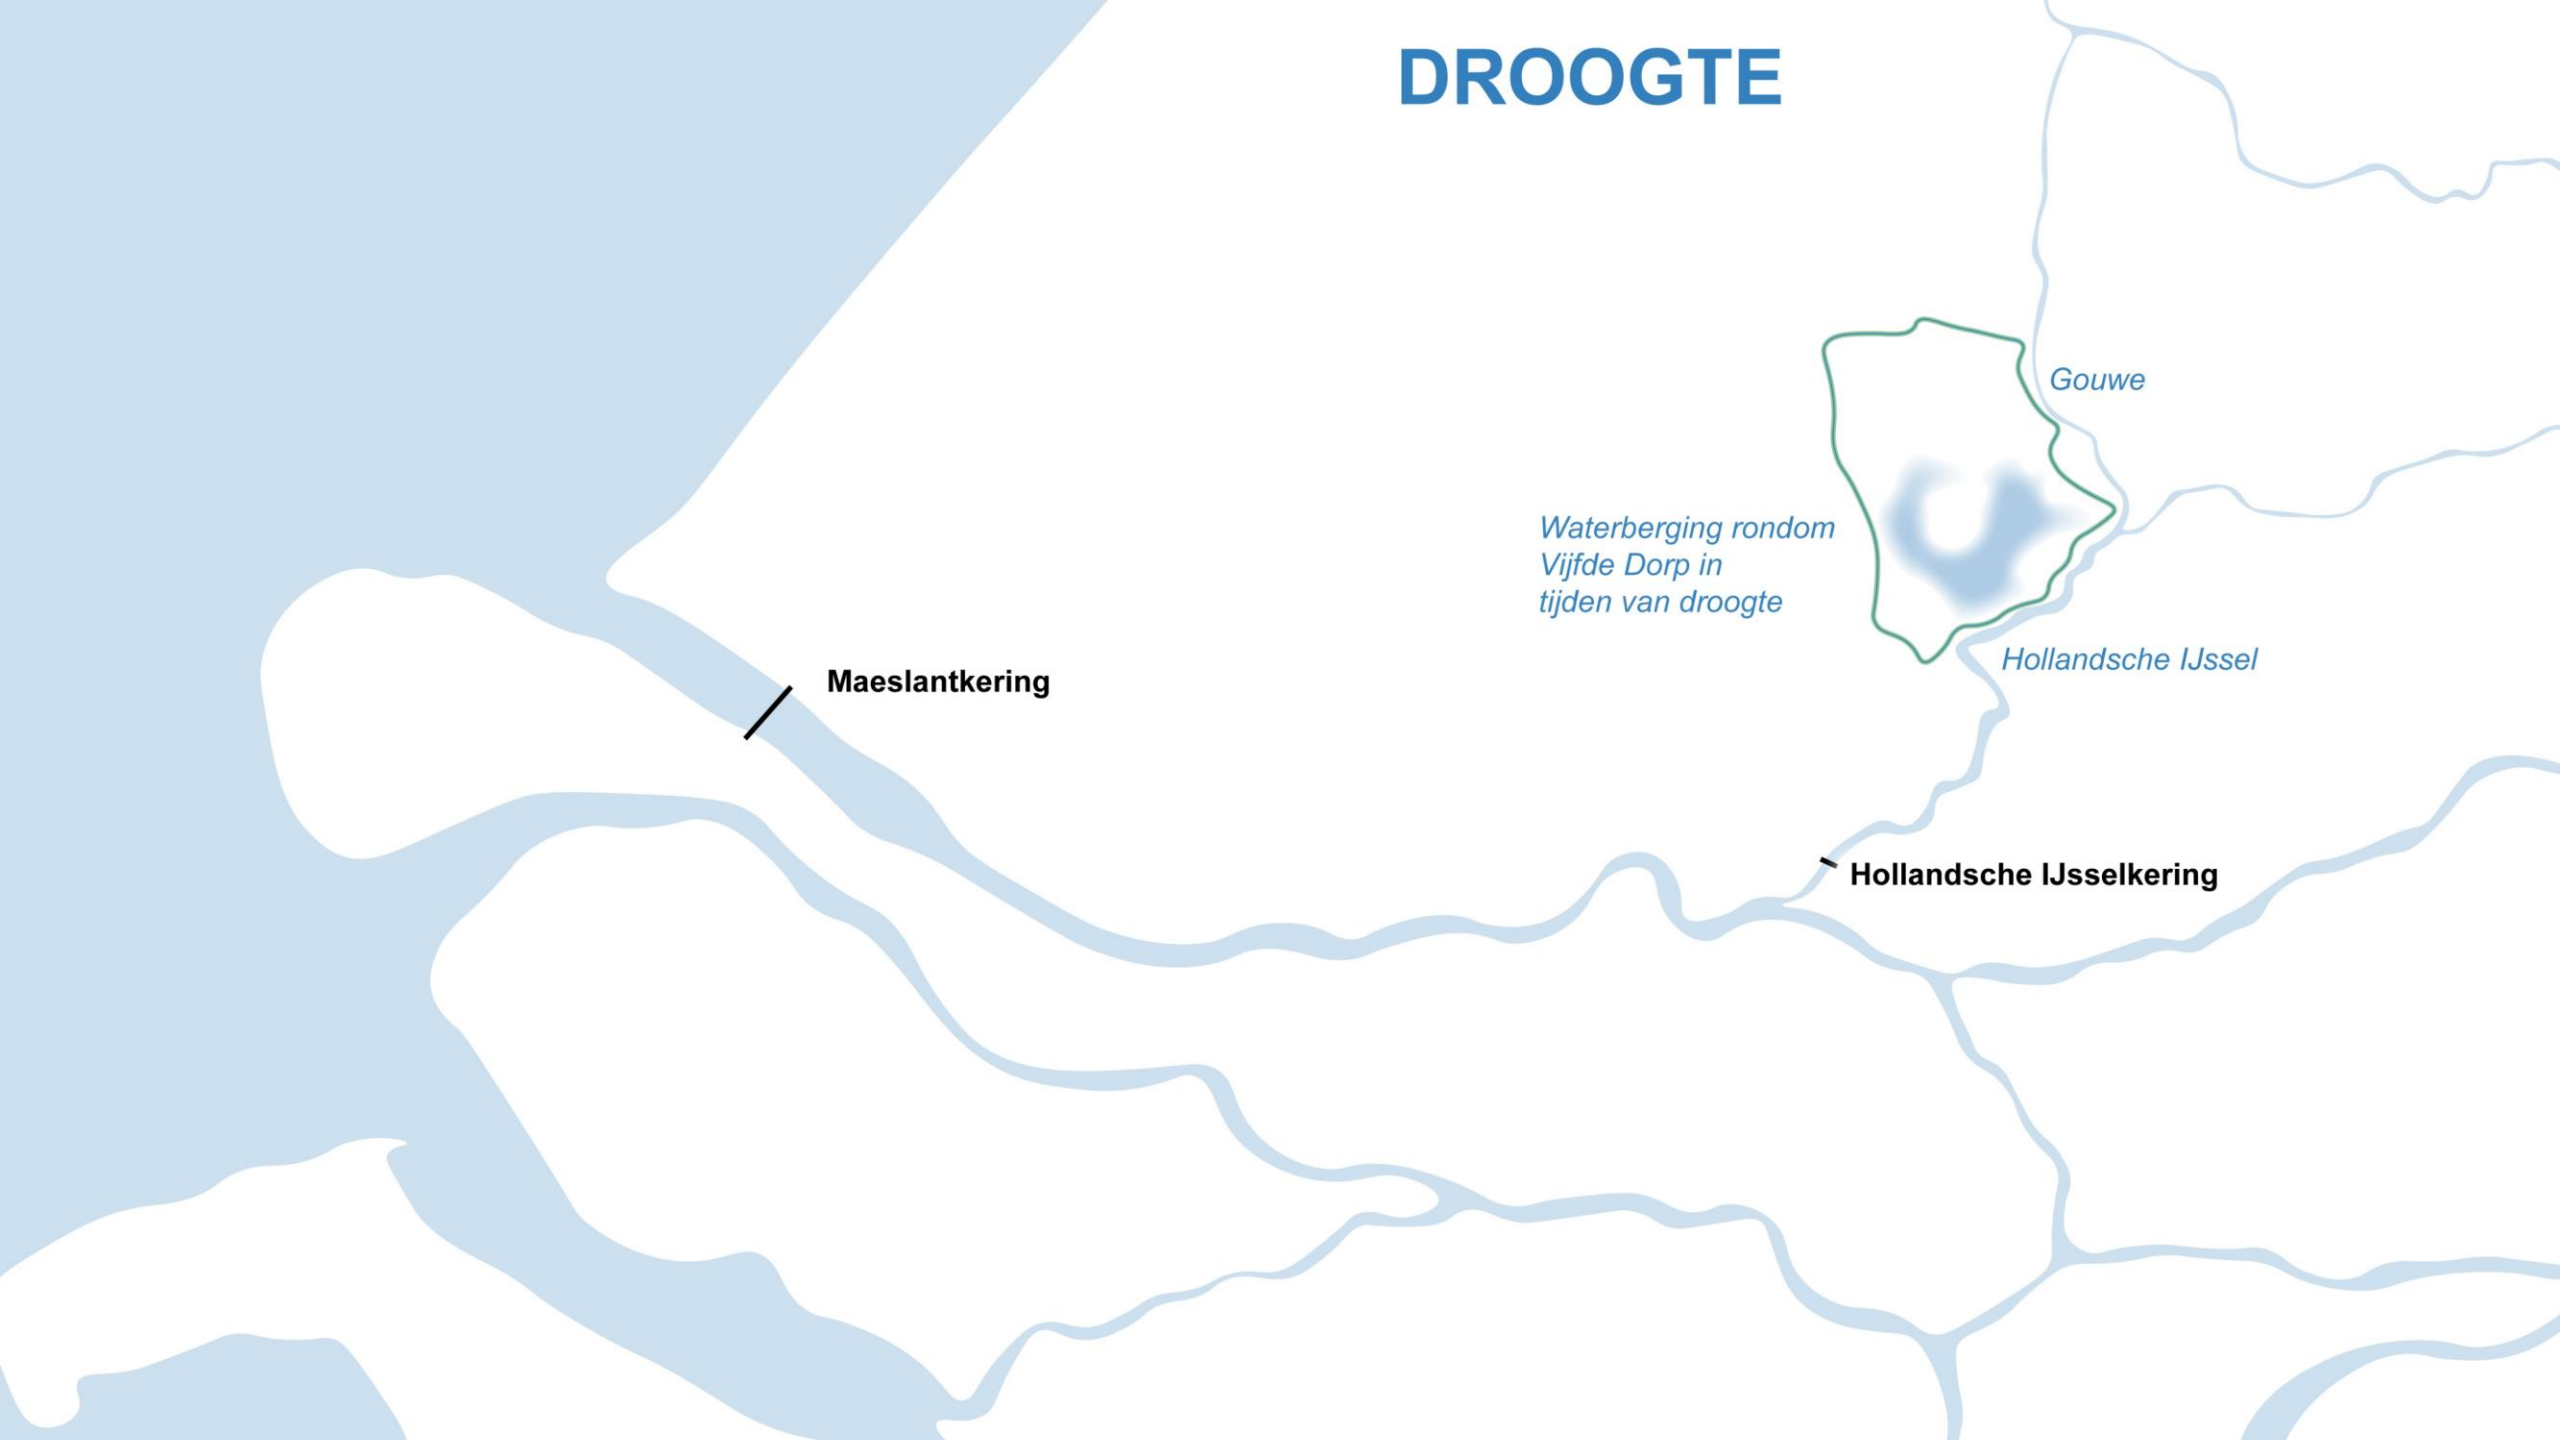 DROOGTE
Gouwe
Waterberging rondom
Vijfde Dorp in
tijden van droogte
Hollandsche IJssel
Maeslantkering
Hollandsche IJsselkering